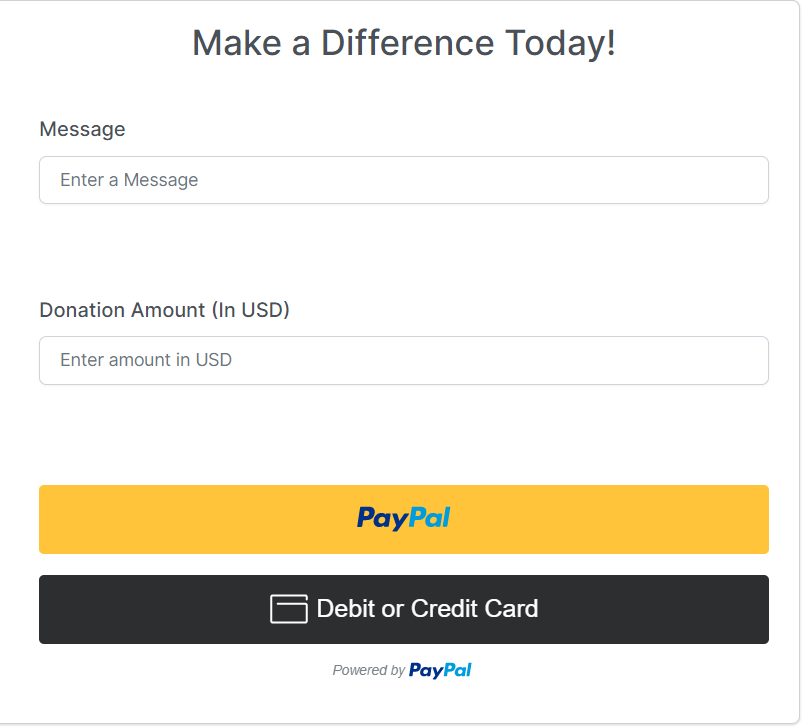 Make a Difference Today!
Message
Enter a Message
Donation Amount (In USD)
Enter amount in USD
PayPal
Debit or Credit Card
Powered by PayPal